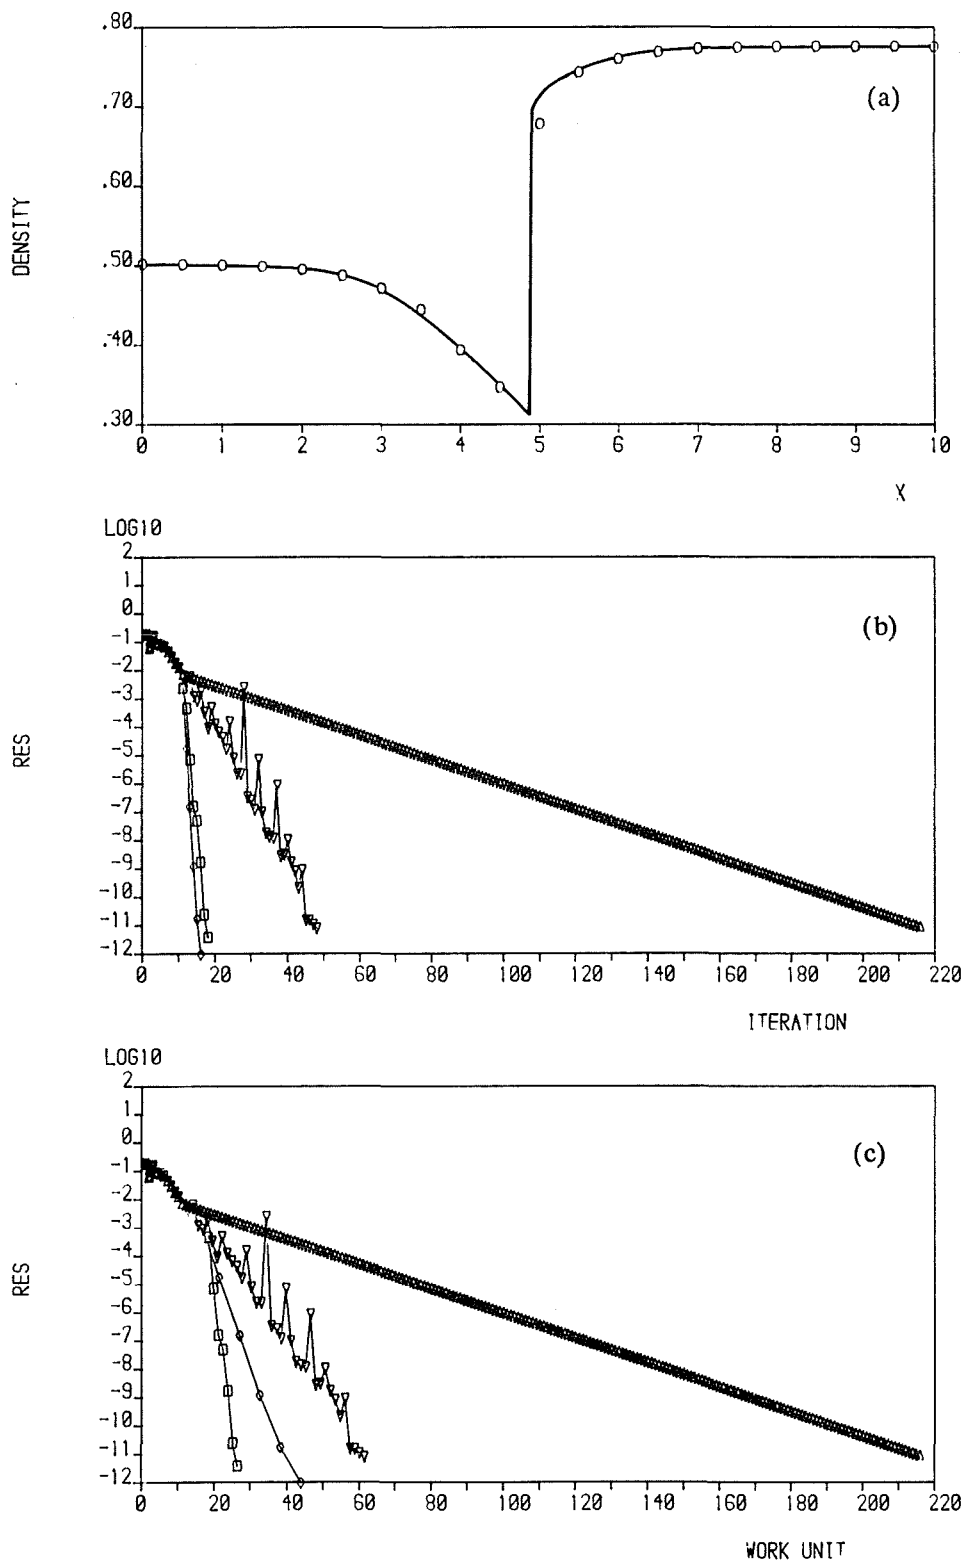 .80
.70
.60
.50
.40
.30
DENSITY
(a)
0 1 2 3 4 5 6 7 8 9 10
X
LOG10
2
1
0
-1
-2
-3
-4
-5
-6
-7
-8
-9
-10
-11
-12
RES
(b)
0 20 40 60 80 100 120 140 160 180 200 220
ITERATION
LOG10
2
1
0
-1
-2
-3
-4
-5
-6
-7
-8
-9
-10
-11
-12
RES
(c)
0 20 40 60 80 100 120 140 160 180 200 220
WORK UNIT